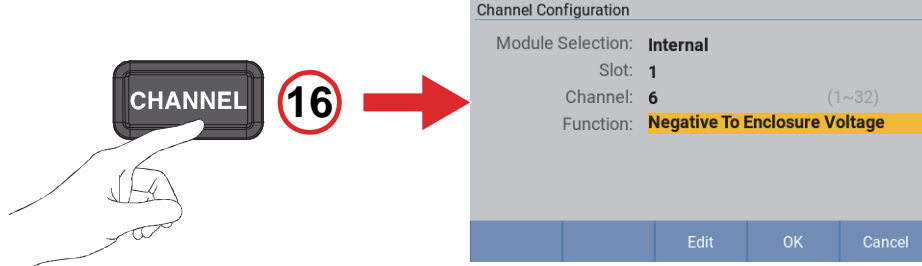 CHANNEL
16
Channel Configuration
Module Selection: Internal
Slot: 1
Channel: 6 (1~32)
Function: Negative To Enclosure Voltage
Edit OK Cancel